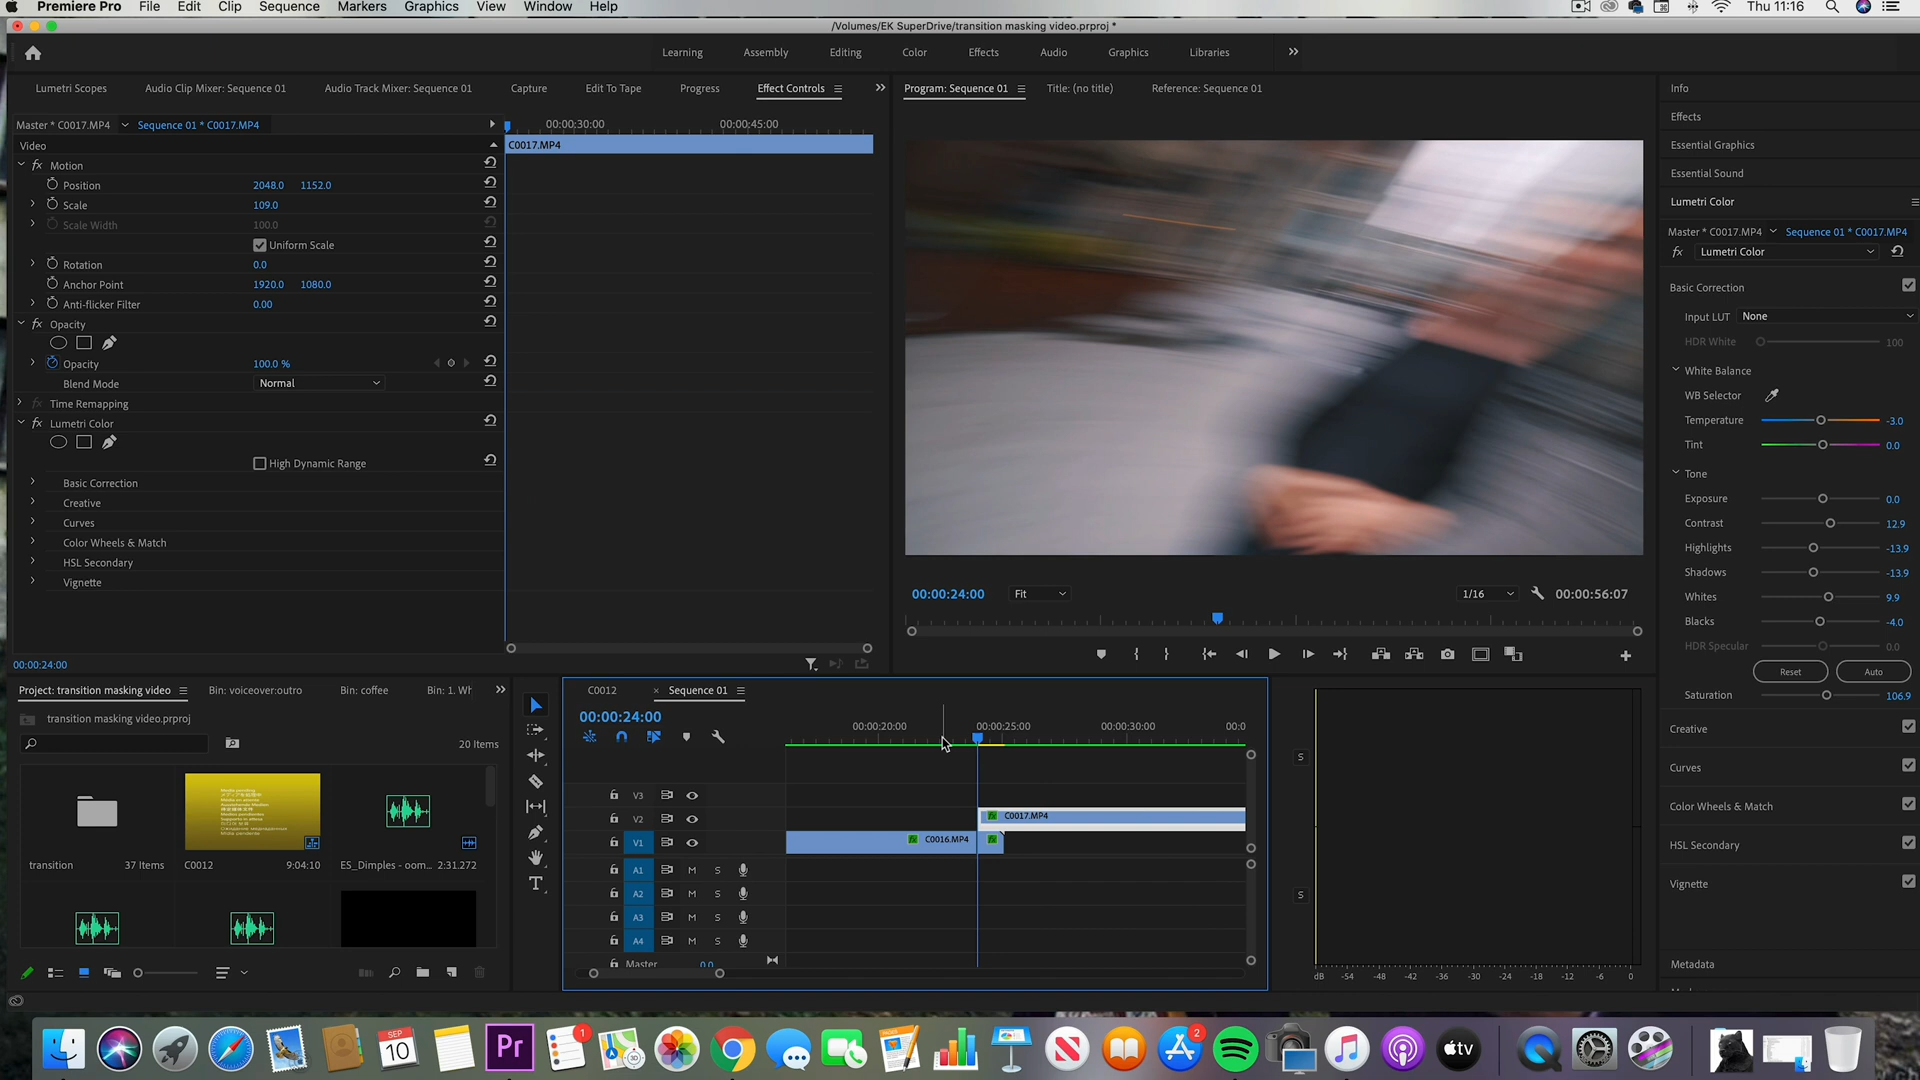 Premiere Pro File Edit Clip Sequence Markers Graphics View Window Help
Thu 11:16
/Volumes/EK SuperDrive/transition masking video.prproj *
Learning Assembly Editing Color Effects Audio Graphics Libraries
Lumetri Scopes Audio Clip Mixer: Sequence 01 Audio Track Mixer: Sequence 01 Capture Edit To Tape Progress Effect Controls
Master * C0017.MP4 Sequence 01 * C0017.MP4
00:00:30:00 00:00:45:00
Video
C0017.MP4
fx Motion
Position 2048.0 1152.0
Scale 109.0
Scale Width 100.0
Uniform Scale
Rotation 0.0
Anchor Point 1920.0 1080.0
Anti-flicker Filter 0.00
fx Opacity
Opacity 100.0 %
Blend Mode Normal
fx Time Remapping
fx Lumetri Color
High Dynamic Range
Basic Correction
Creative
Curves
Color Wheels & Match
HSL Secondary
Vignette
00:00:24:00
Program: Sequence 01 Title: (no title) Reference: Sequence 01
00:00:24:00 Fit 1/16 00:00:56:07
Info
Effects
Essential Graphics
Essential Sound
Lumetri Color
Master * C0017.MP4 Sequence 01 * C0017.MP4
fx Lumetri Color
Basic Correction
Input LUT None
HDR White 100
White Balance
WB Selector
Temperature -3.0
Tint 0.0
Tone
Exposure 0.0
Contrast 12.9
Highlights -13.9
Shadows -13.9
Whites 9.9
Blacks -4.0
HDR Specular 0.0
Reset Auto
Saturation 106.9
Creative
Curves
Color Wheels & Match
HSL Secondary
Vignette
Metadata
Project: transition masking video Bin: voiceover:outro Bin: coffee Bin: 1. Wh
transition masking video.prproj
20 Items
transition 37 Items
C0012 9:04:10
ES_Dimples - oom... 2:31.272
C0012 Sequence 01
00:00:24:00
00:00:20:00 00:00:25:00 00:00:30:00 00:0
V3
V2 C0017.MP4
V1 C0016.MP4
A1 M S
A2 M S
A3 M S
A4 M S
Master 0.0
S
S
dB -54 -48 -42 -36 -30 -24 -18 -12 -6 0
SEP
10
Pr
1
2
tv